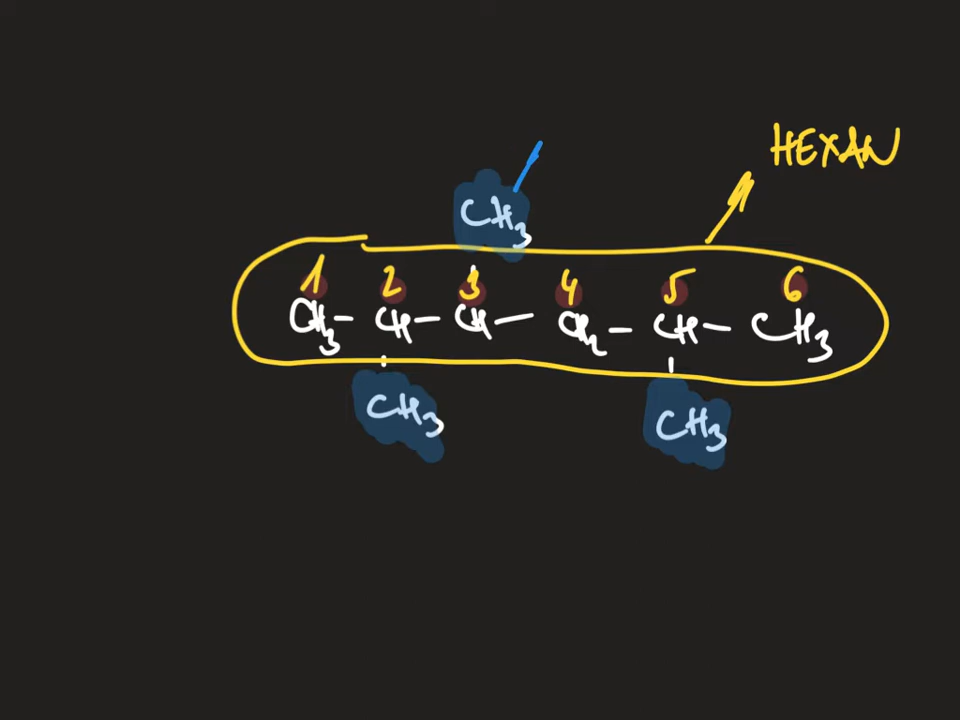 HEXAN
CH3
1 2 3 4 5 6
CH3 - CH - CH - CH2 - CH - CH3
CH3 CH3